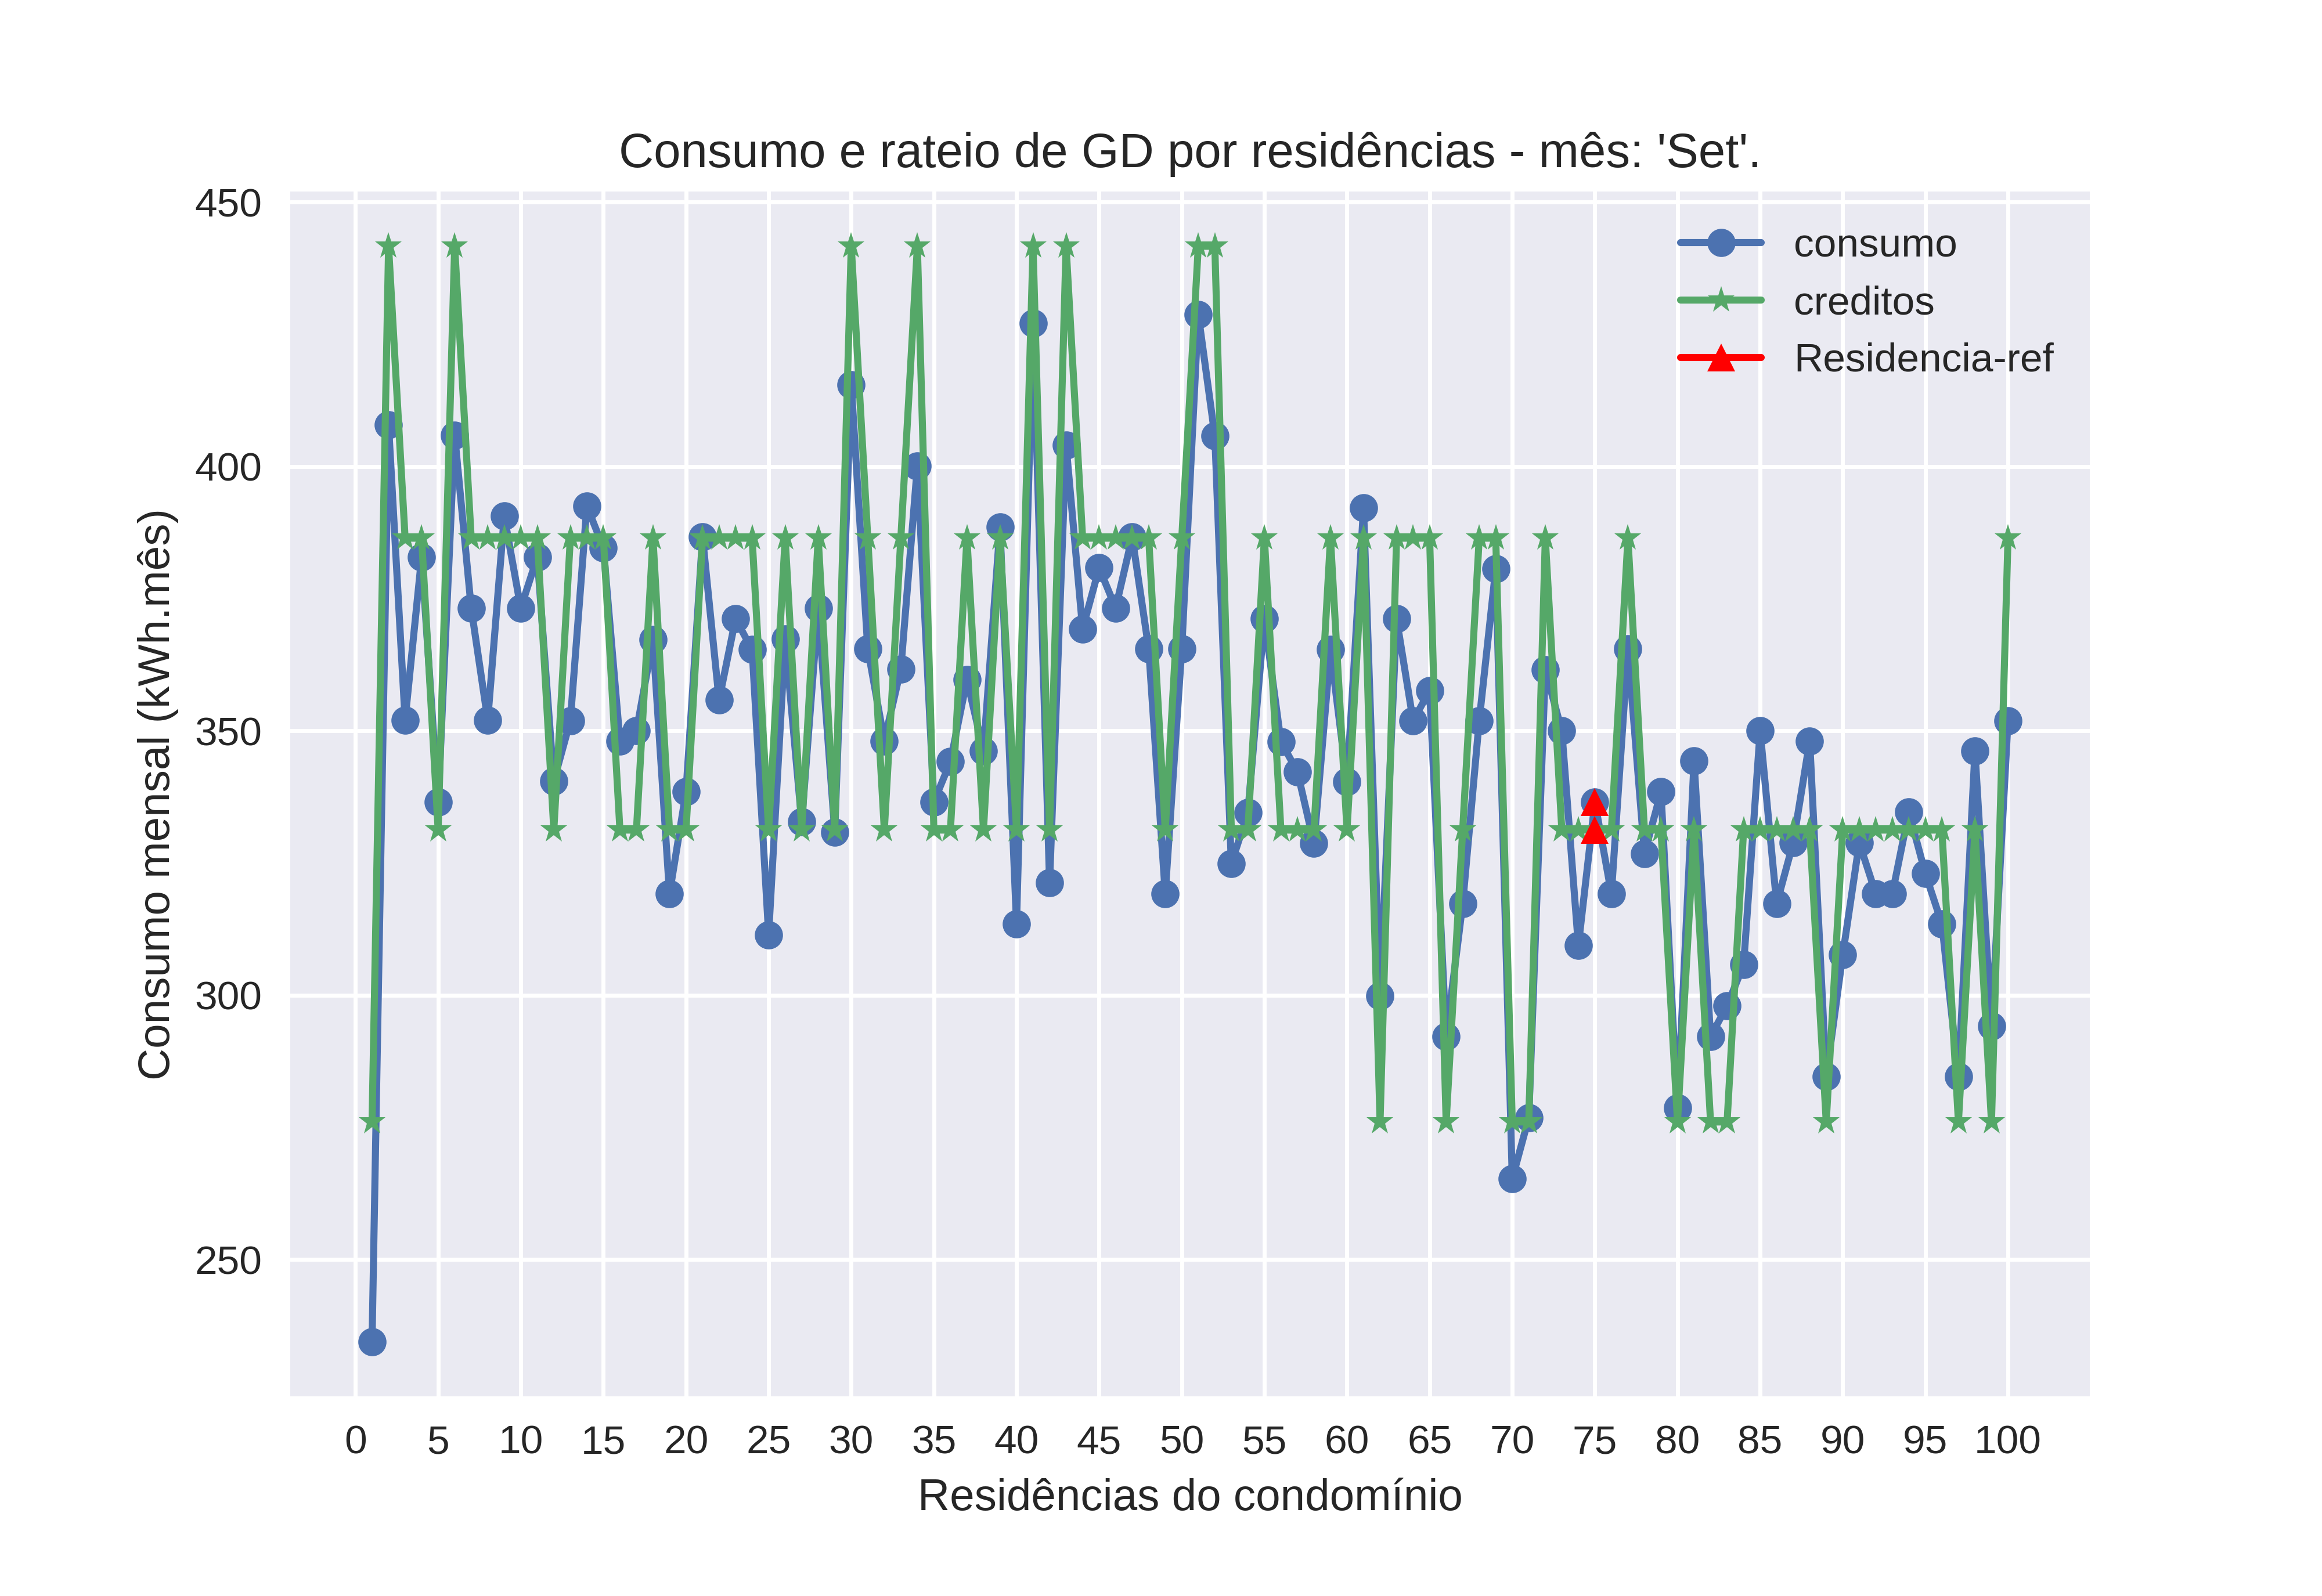 Consumo e rateio de GD por residências - mês: 'Set'.
consumo
creditos
Residencia-ref
Consumo mensal (kWh.mês)
450
400
350
300
250
0 5 10 15 20 25 30 35 40 45 50 55 60 65 70 75 80 85 90 95 100
Residências do condomínio